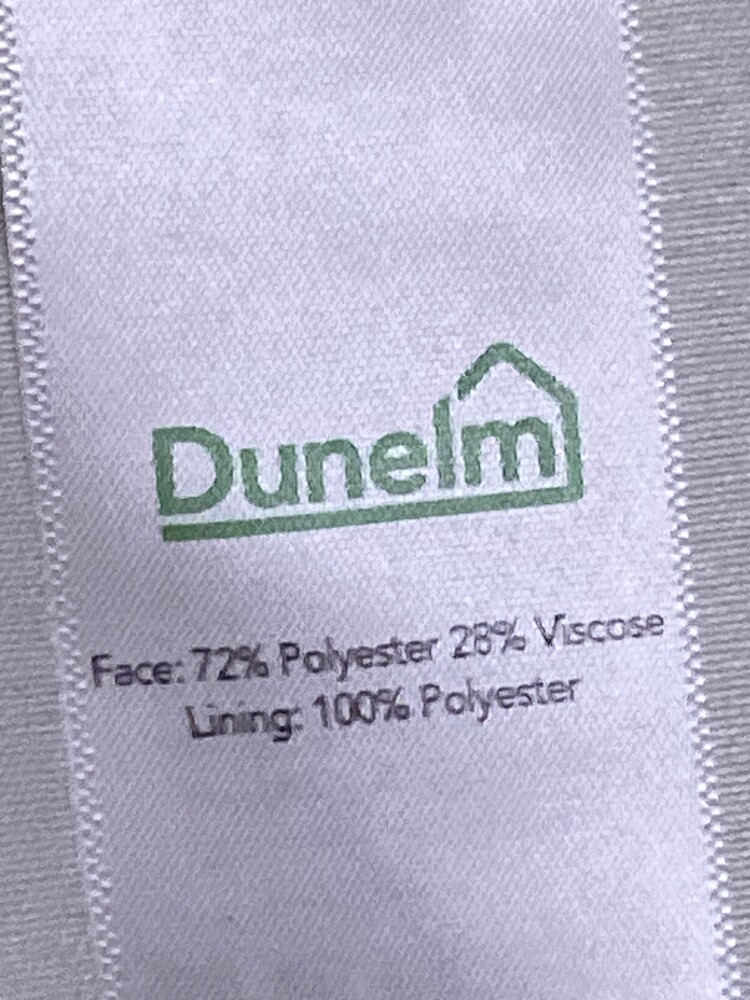 Dunelm
Face: 72% Polyester 28% Viscose
Lining: 100% Polyester